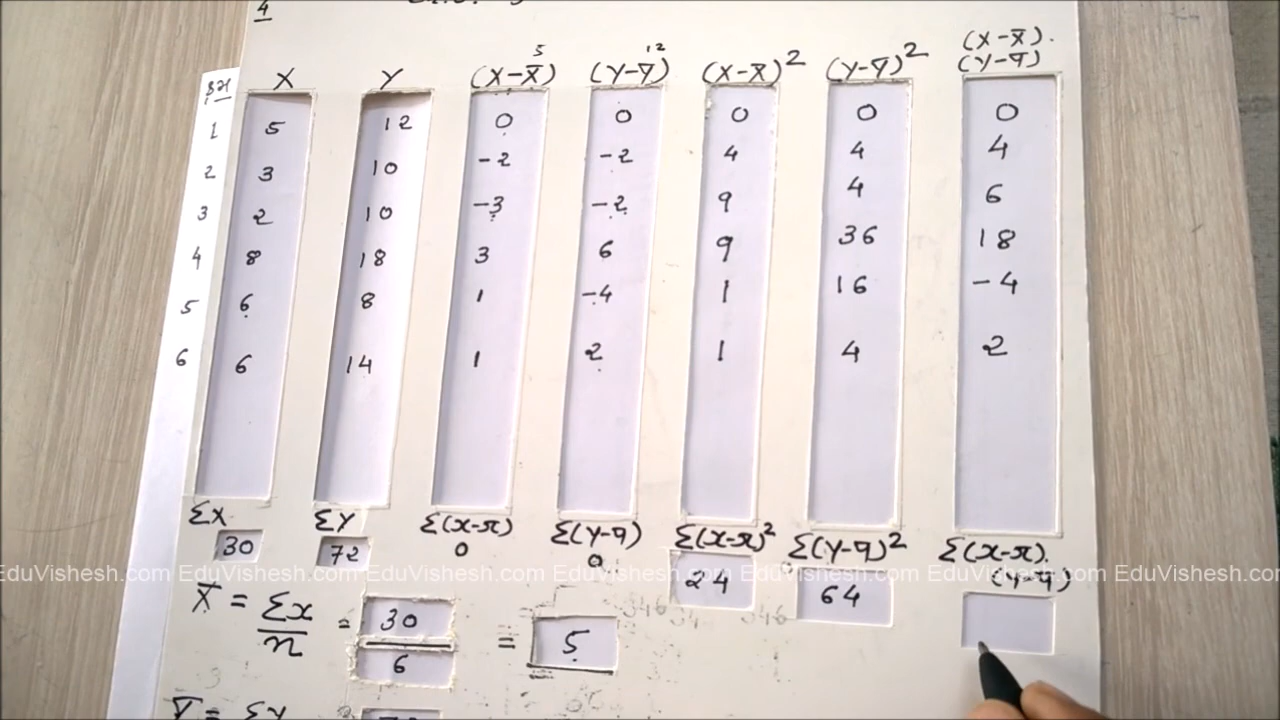 4
5 12 (x-x̄).
ક્રમ X Y (x-x̄) (y-ȳ) (x-x̄)² (y-ȳ)² (y-ȳ)
1 5 12 0 0 0 0 0
2 3 10 -2 -2 4 4 4
3 2 10 -3 -2 9 4 6
4 8 18 3 6 9 36 18
5 6 8 1 -4 1 16 -4
6 6 14 1 2 1 4 2
Σx Σy Σ(x-x̄) Σ(y-ȳ) Σ(x-x̄)² Σ(y-ȳ)² Σ(x-x̄).
30 72 0 0 24 64 (y-ȳ)
EduVishesh.com EduVishesh.com EduVishesh.com EduVishesh.com EduVishesh.com EduVishesh.com EduVishesh.com
x̄ = Σx/n = 30/6 = 5
ȳ = Σy